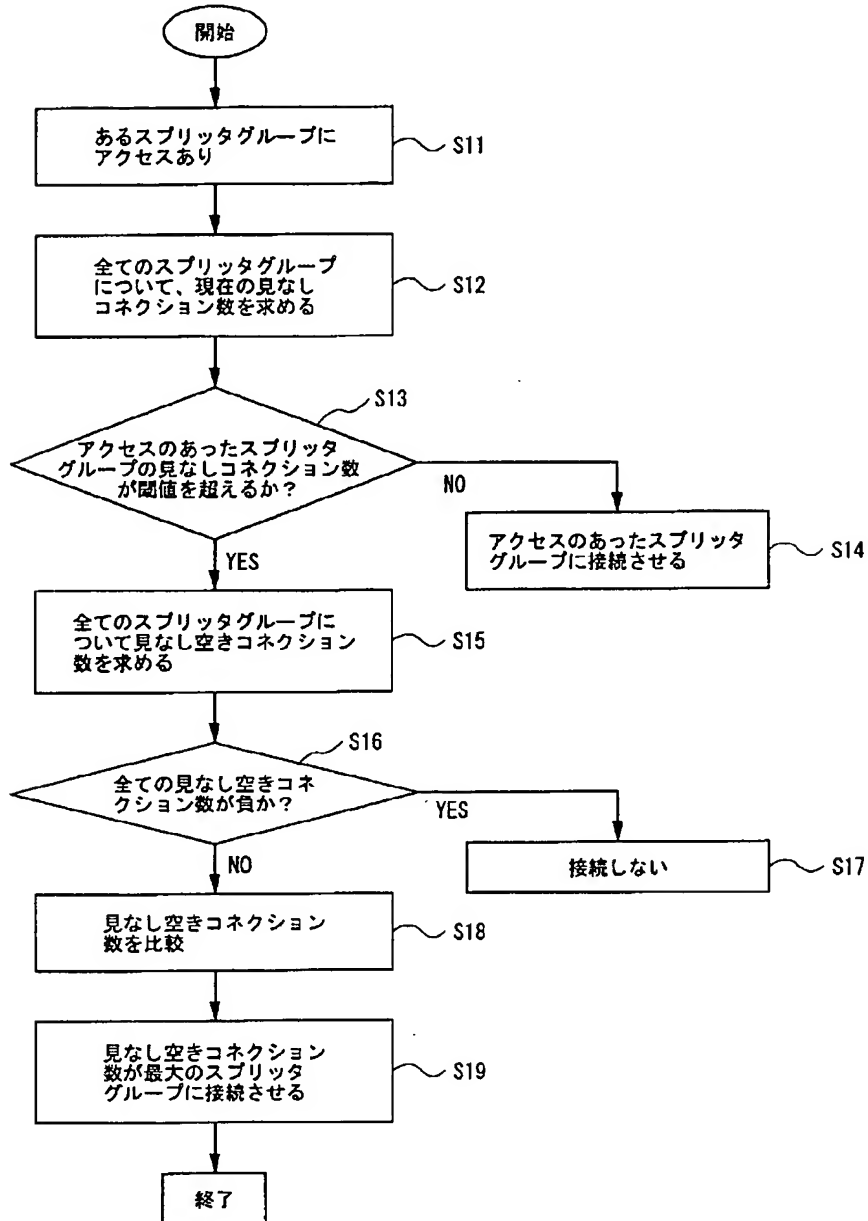 開始
あるスプリッタグループに
アクセスあり
S11
全てのスプリッタグループ
について、現在の見なし
コネクション数を求める
S12
S13
アクセスのあったスプリッタ
グループの見なしコネクション数
が閾値を超えるか?
NO
YES
アクセスのあったスプリッタ
グループに接続させる
S14
全てのスプリッタグループに
ついて見なし空きコネクション
数を求める
S15
S16
全ての見なし空きコネ
クション数が負か?
YES
NO
接続しない
S17
見なし空きコネクション
数を比較
S18
見なし空きコネクション
数が最大のスプリッタ
グループに接続させる
S19
終了